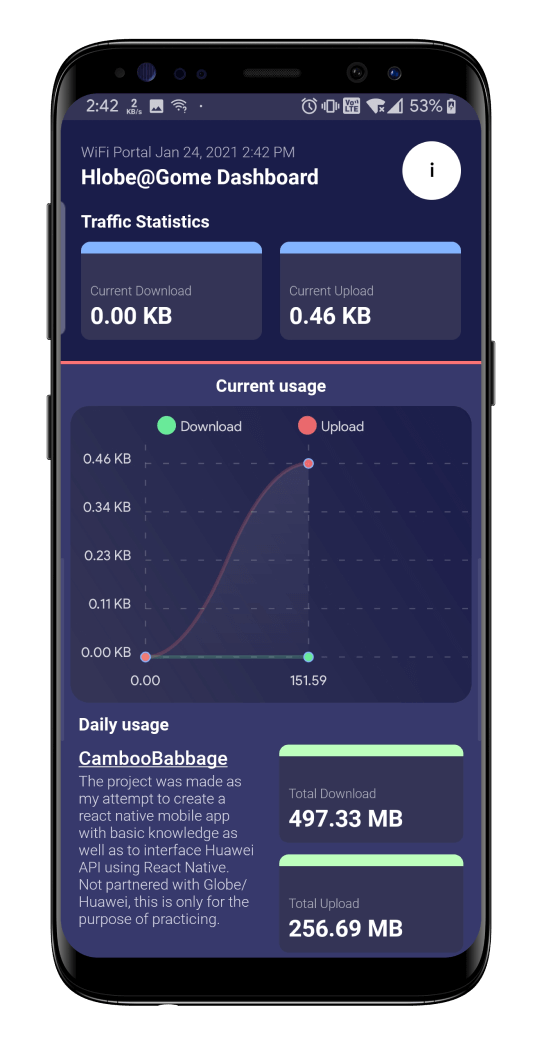 2:42 2 KB/s · Vo)) LTE 53%
WiFi Portal Jan 24, 2021 2:42 PM
Hlobe@Gome Dashboard
i
Traffic Statistics
Current Download
0.00 KB
Current Upload
0.46 KB
Current usage
Download Upload
0.46 KB
0.34 KB
0.23 KB
0.11 KB
0.00 KB
0.00 151.59
Daily usage
CambooBabbage
The project was made as
my attempt to create a
react native mobile app
with basic knowledge as
well as to interface Huawei
API using React Native.
Not partnered with Globe/
Huawei, this is only for the
purpose of practicing.
Total Download
497.33 MB
Total Upload
256.69 MB